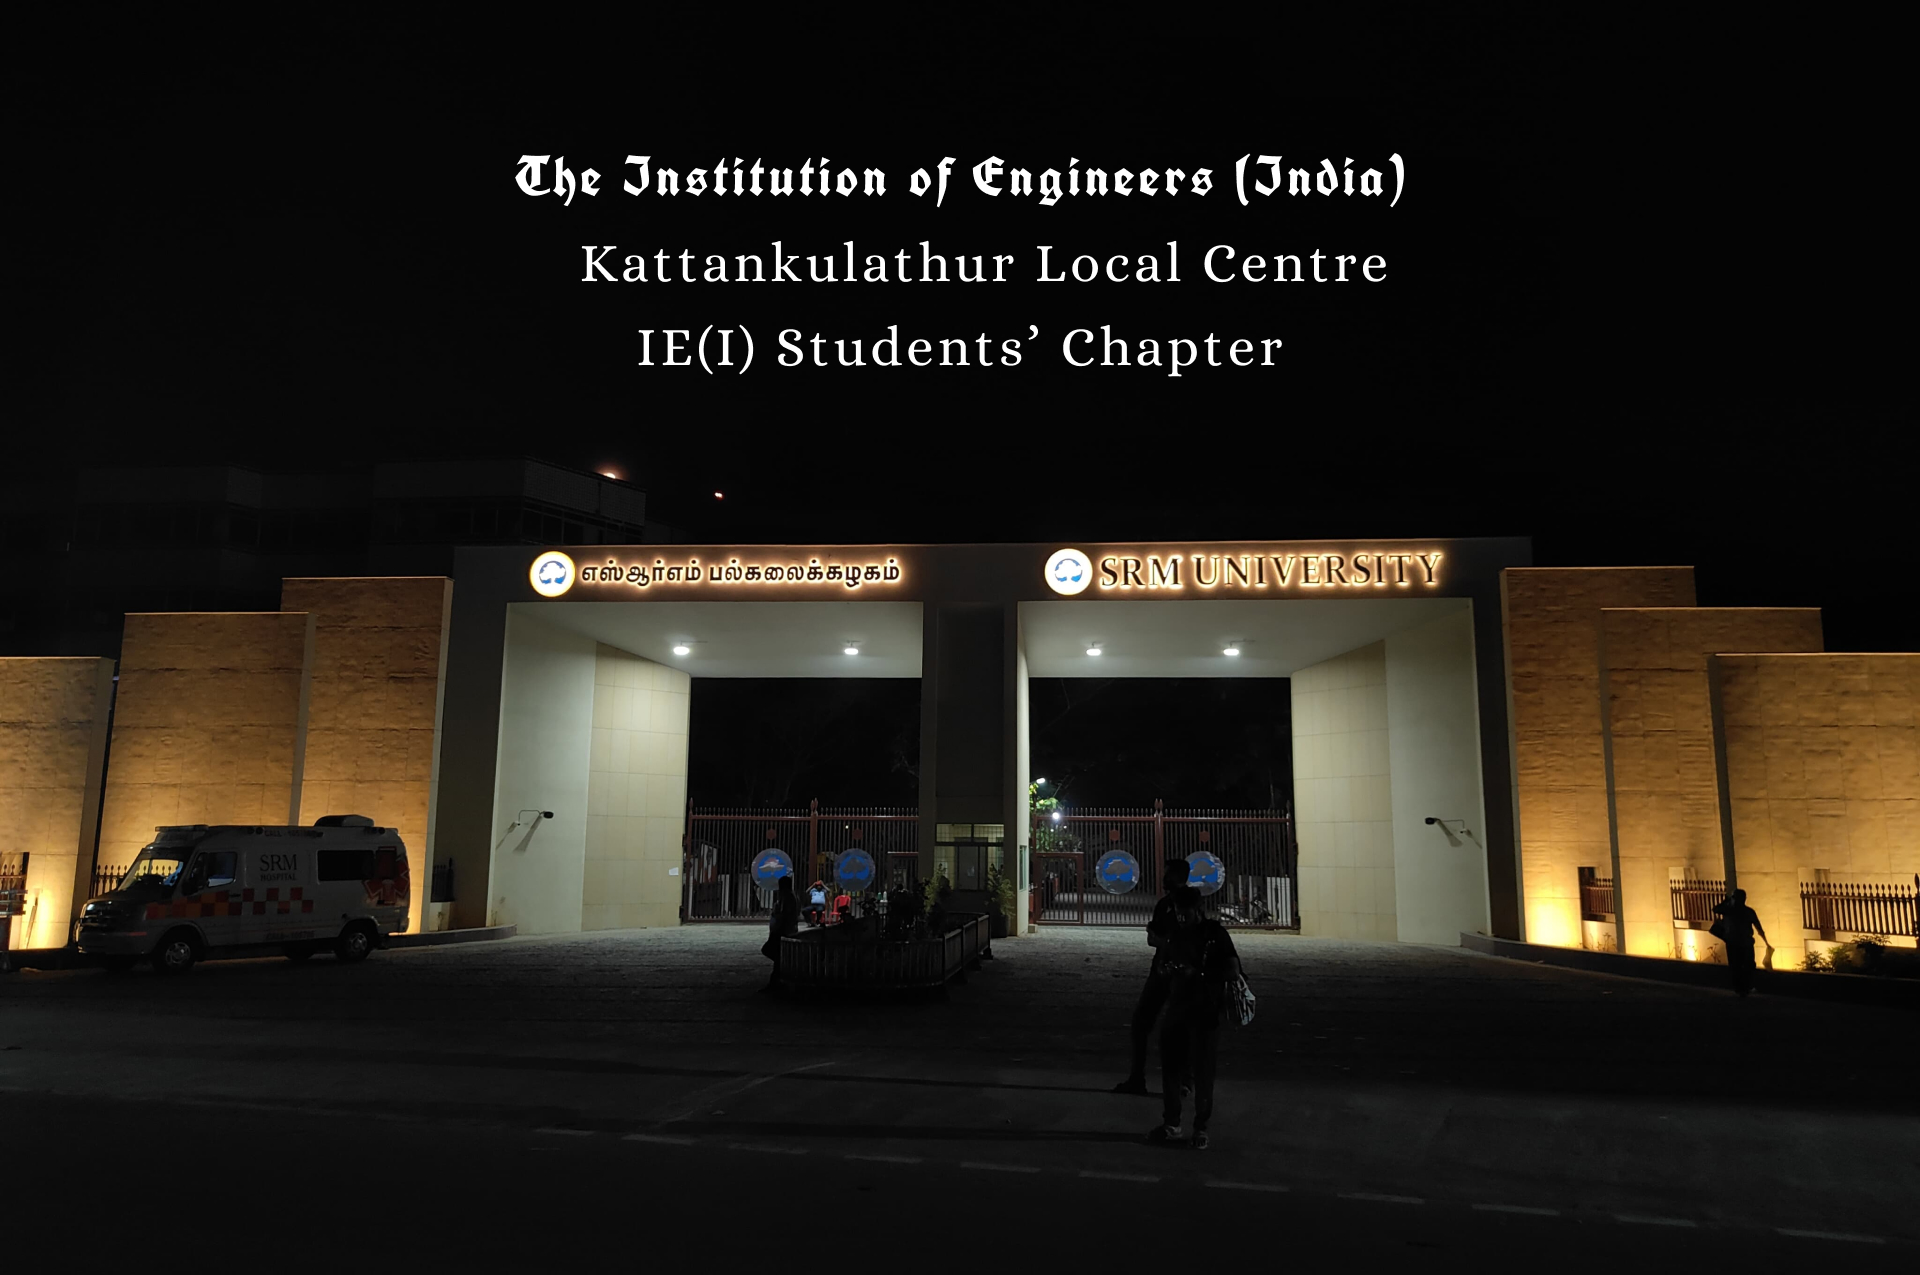 The Institution of Engineers (India)
Kattankulathur Local Centre
IE(I) Students’ Chapter
எஸ்ஆர்எம் பல்கலைக்கழகம்
SRM UNIVERSITY
SRM
HOSPITAL